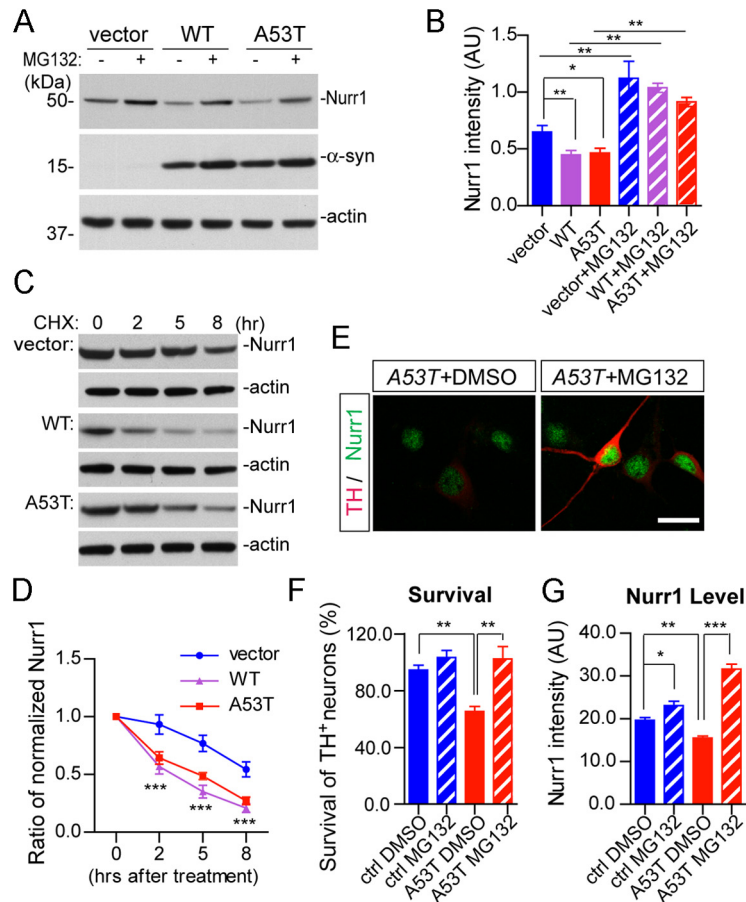 A
vector WT A53T
MG132: - + - + - +
(kDa)
50- -Nurr1
15- -α-syn
-actin
37-
B
Nurr1 intensity (AU)
1.5
1.0
0.5
0.0
**
**
**
*
**
vector
WT
A53T
vector+MG132
WT+MG132
A53T+MG132
C
CHX: 0 2 5 8 (hr)
vector: -Nurr1
-actin
WT: -Nurr1
-actin
A53T: -Nurr1
-actin
E
A53T+DMSO A53T+MG132
TH / Nurr1
D
Ratio of normalized Nurr1
1.5
1.0
0.5
0.0
vector
WT
A53T
*** *** ***
0 2 5 8
(hrs after treatment)
F
Survival
Survival of TH⁺ neurons (%)
120.0
80.0
40.0
0.0
** **
ctrl DMSO
ctrl MG132
A53T DMSO
A53T MG132
G
Nurr1 Level
Nurr1 intensity (AU)
40.0
30.0
20.0
10.0
0.0
** ***
*
ctrl DMSO
ctrl MG132
A53T DMSO
A53T MG132